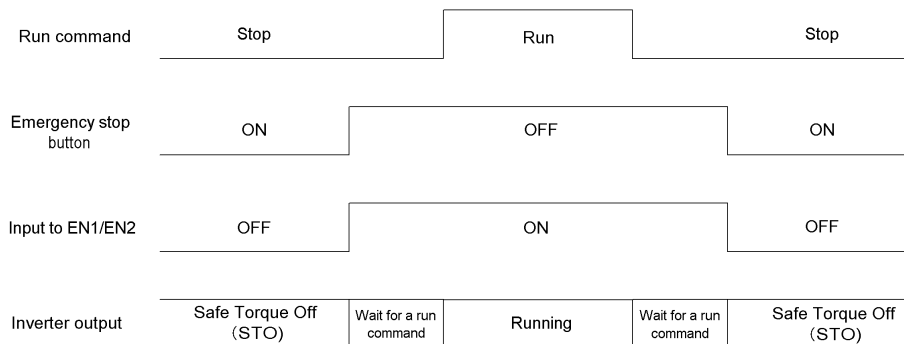 Run command
Stop
Run
Stop
Emergency stop
button
ON
OFF
ON
Input to EN1/EN2
OFF
ON
OFF
Inverter output
Safe Torque Off
(STO)
Wait for a run
command
Running
Wait for a run
command
Safe Torque Off
(STO)